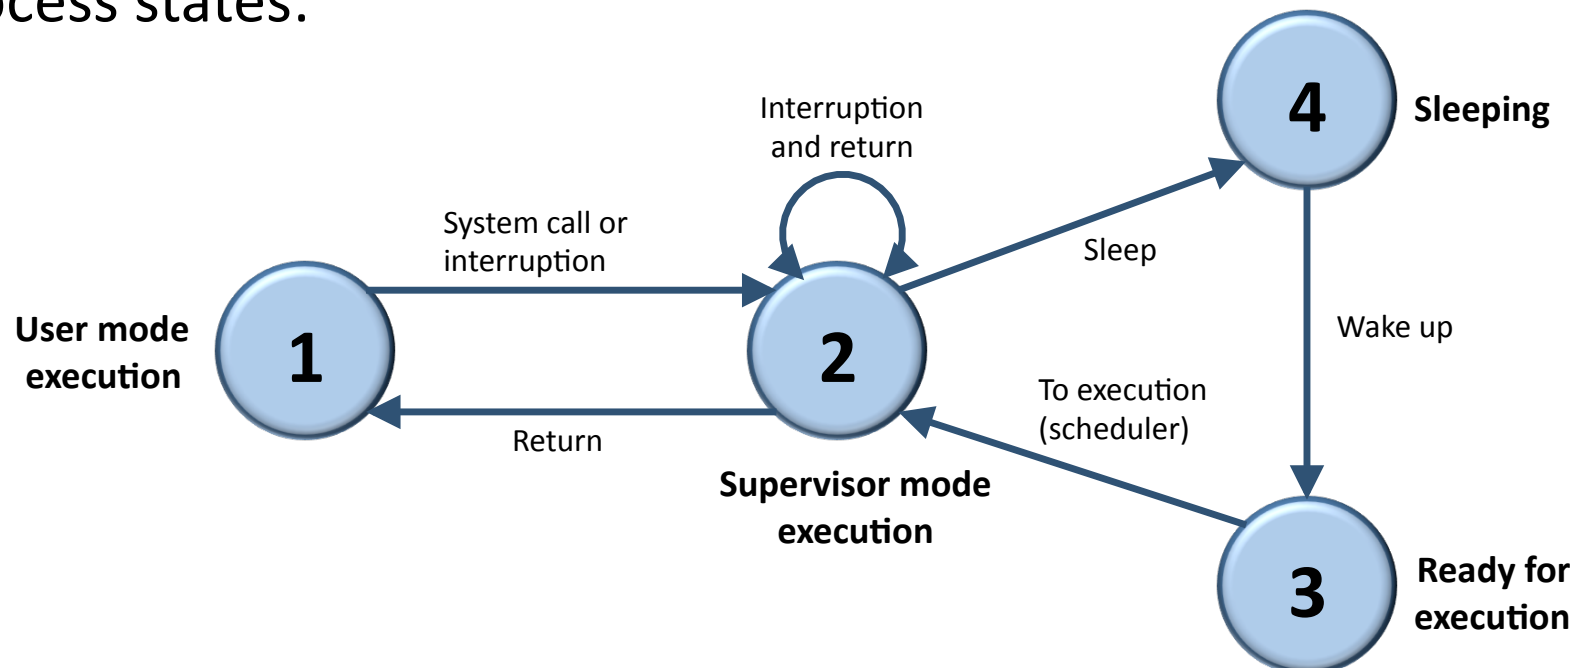 states:
4
Sleeping
Interruption
and return
System call or
interruption
Sleep
User mode
execution
1
2
Wake up
To execution
(scheduler)
Return
Supervisor mode
execution
3
Ready for
execution